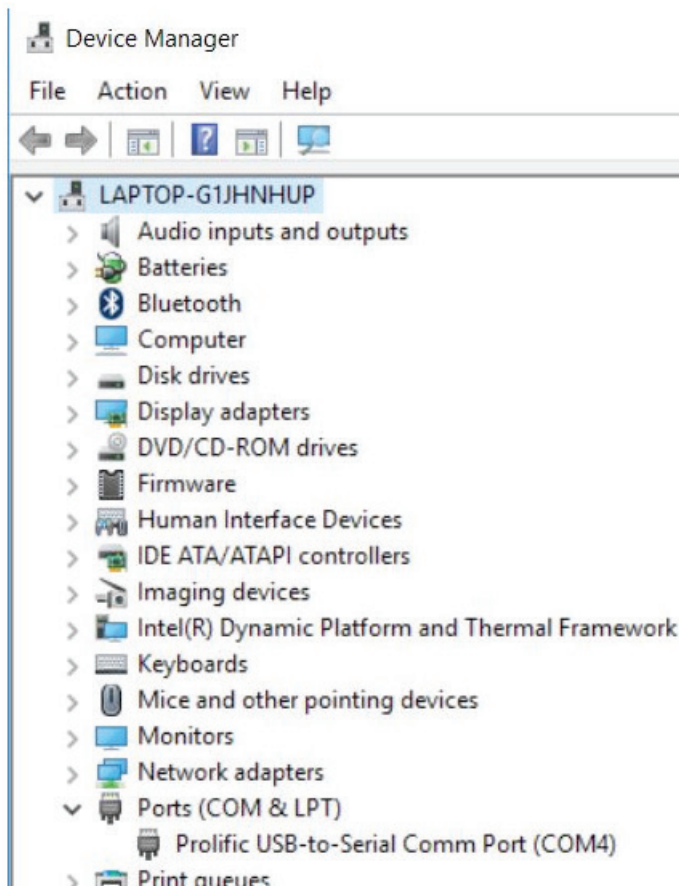 Device Manager
File Action View Help
LAPTOP-G1JHNHUP
Audio inputs and outputs
Batteries
Bluetooth
Computer
Disk drives
Display adapters
DVD/CD-ROM drives
Firmware
Human Interface Devices
IDE ATA/ATAPI controllers
Imaging devices
Intel(R) Dynamic Platform and Thermal Framework
Keyboards
Mice and other pointing devices
Monitors
Network adapters
Ports (COM & LPT)
Prolific USB-to-Serial Comm Port (COM4)
Print queues